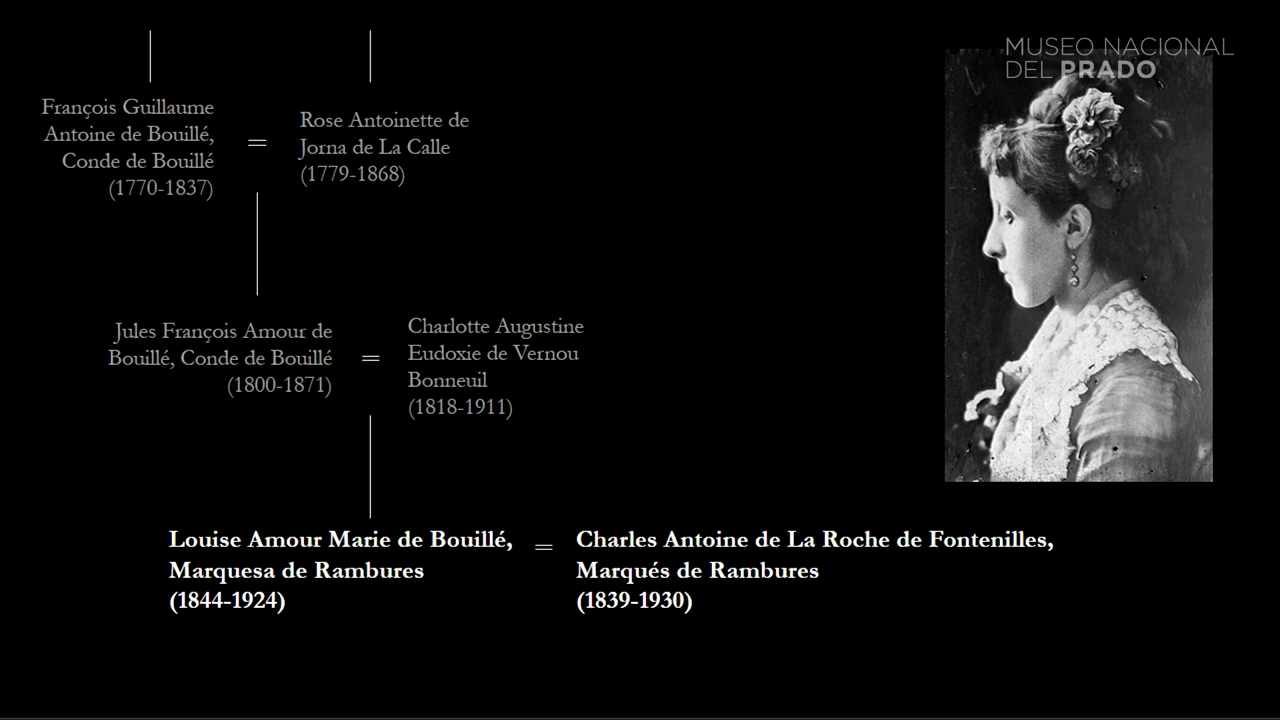 MUSEO NACIONAL
DEL PRADO
François Guillaume
Antoine de Bouillé,
Conde de Bouillé
(1770-1837)
=
Rose Antoinette de
Jorna de La Calle
(1779-1868)
Jules François Amour de
Bouillé, Conde de Bouillé
(1800-1871)
=
Charlotte Augustine
Eudoxie de Vernou
Bonneuil
(1818-1911)
Louise Amour Marie de Bouillé,
Marquesa de Rambures
(1844-1924)
=
Charles Antoine de La Roche de Fontenilles,
Marqués de Rambures
(1839-1930)